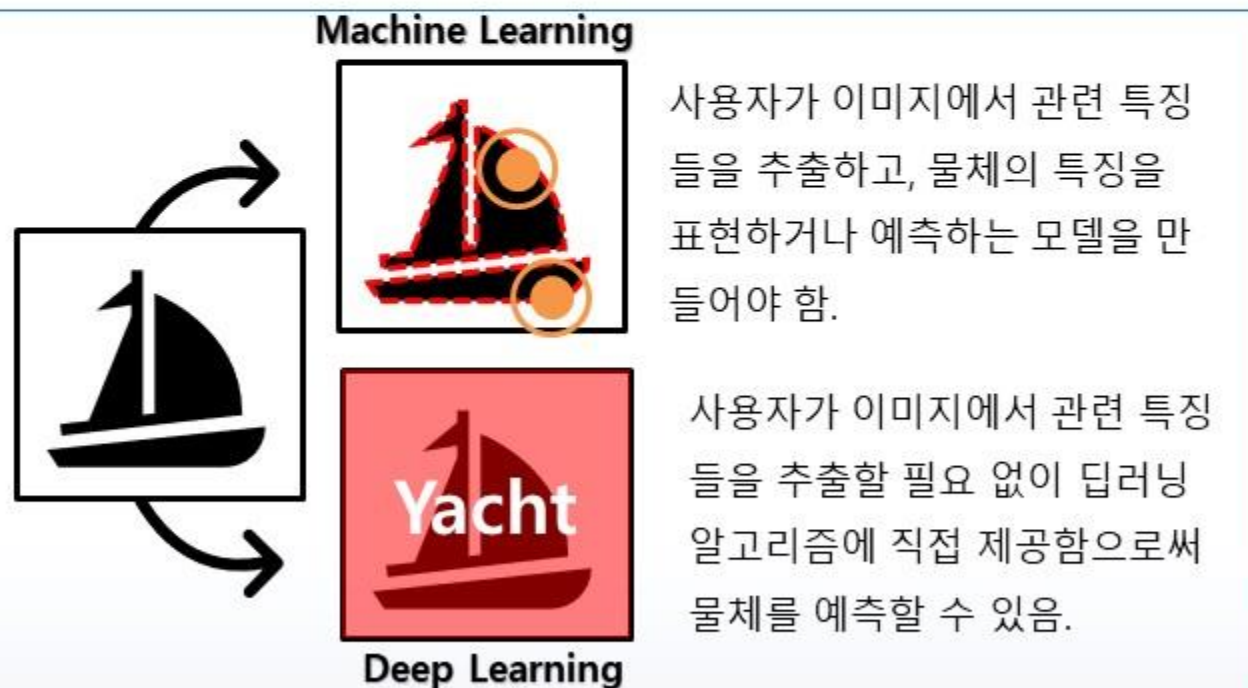 Machine Learning
사용자가 이미지에서 관련 특징
들을 추출하고, 물체의 특징을
표현하거나 예측하는 모델을 만
들어야 함.
Yacht
사용자가 이미지에서 관련 특징
들을 추출할 필요 없이 딥러닝
알고리즘에 직접 제공함으로써
물체를 예측할 수 있음.
Deep Learning